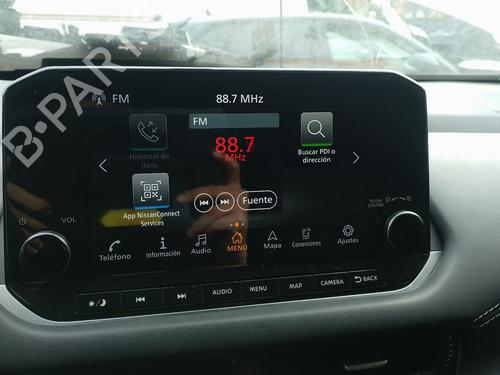 FM 88.7 MHz
FM
88.7
MHz
Historial de
llam.
Buscar PDI o
dirección
App NissanConnect
Services
Fuente
VOL
PUSH
SOUND
Teléfono
Información
Audio
MENÚ
Mapa
Conexiones
Ajustes
AUDIO
MENU
MAP
CAMERA
BACK
B-PARTS